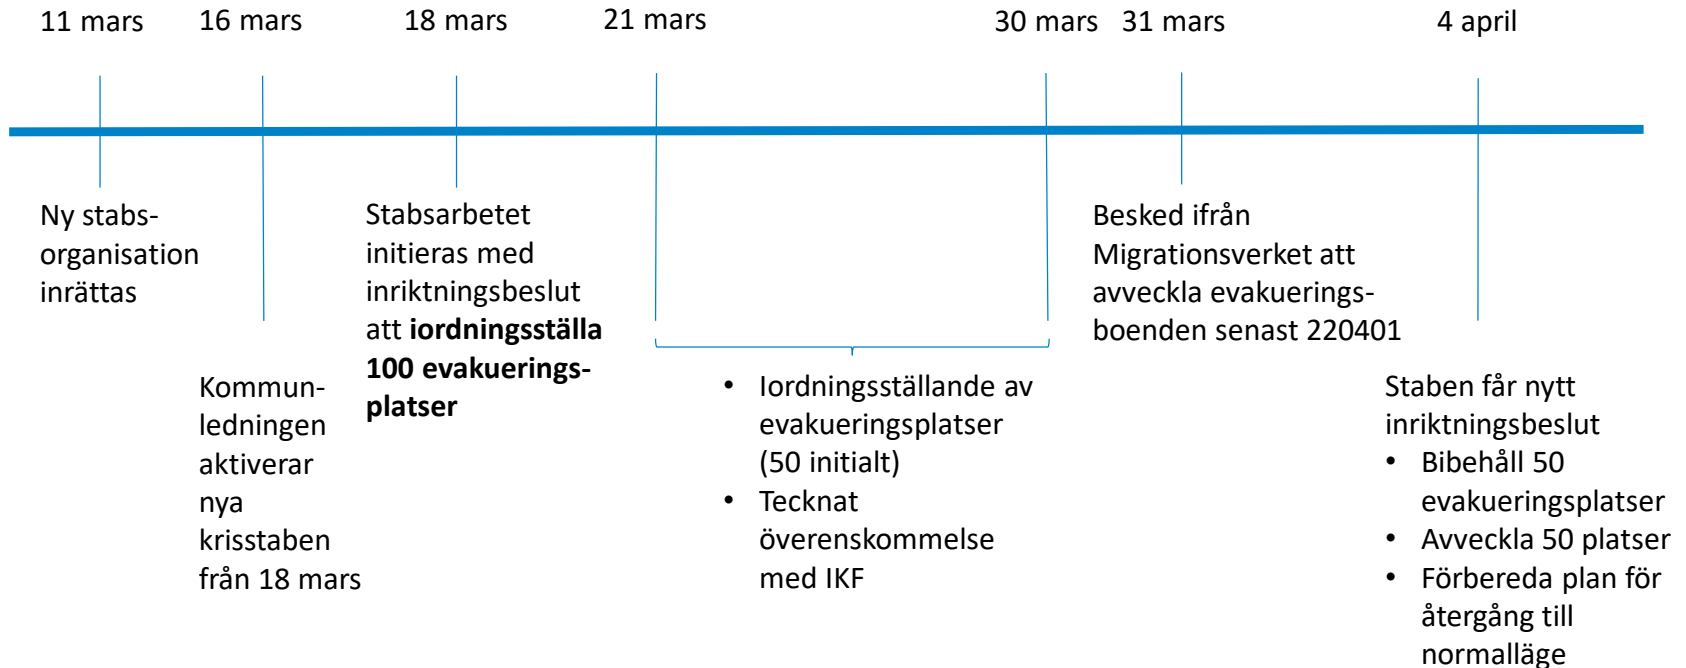 11 mars
16 mars
18 mars
21 mars
30 mars
31 mars
4 april
Ny stabs-
organisation
inrättas
Kommun-
ledningen
aktiverar
nya
krisstaben
från 18 mars
Stabsarbetet
initieras med
inriktningsbeslut
att iordningsställa
100 evakuerings-
platser
• Iordningsställande av
evakueringsplatser
(50 initialt)
• Tecknat
överenskommelse
med IKF
Besked ifrån
Migrationsverket att
avveckla evakuerings-
boenden senast 220401
Staben får nytt
inriktningsbeslut
• Bibehåll 50
evakueringsplatser
• Avveckla 50 platser
• Förbereda plan för
återgång till
normalläge